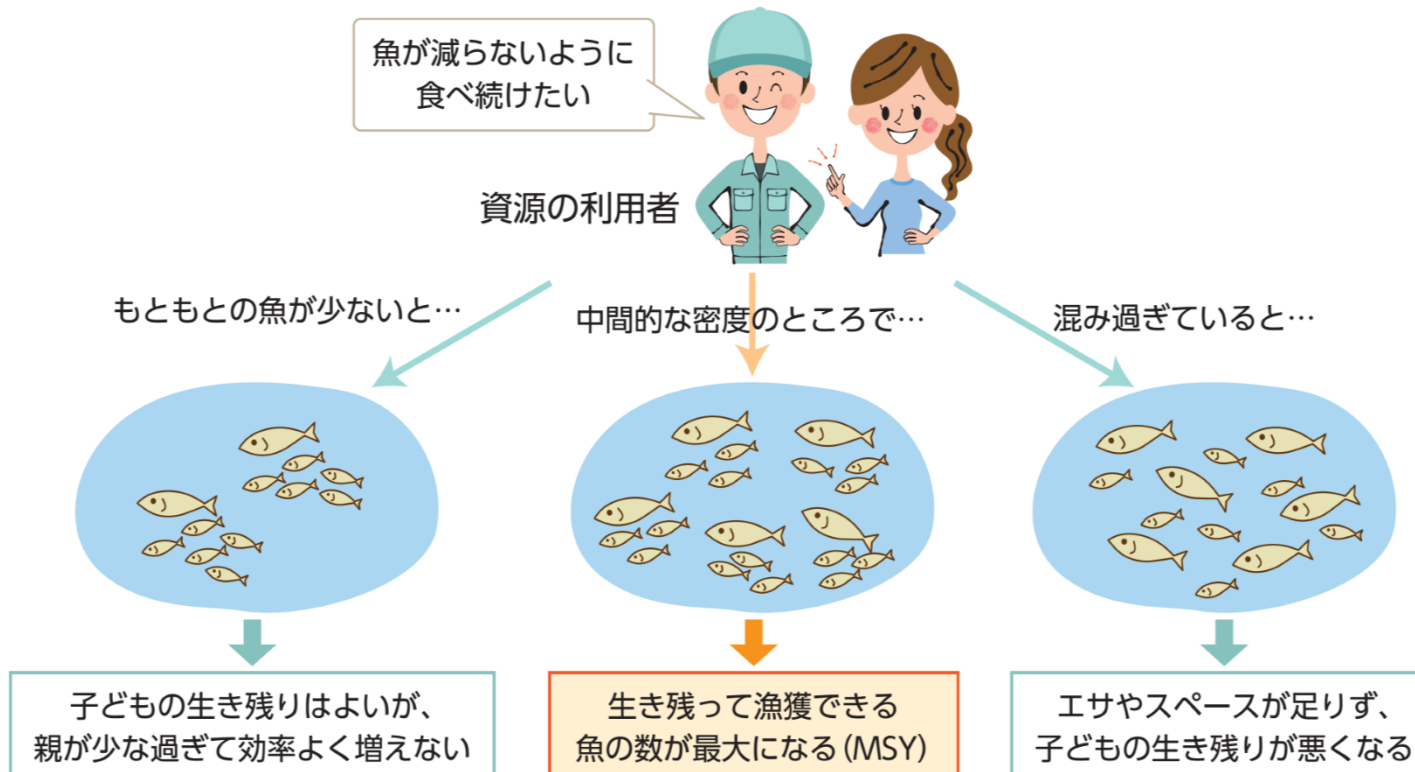 魚が減らないように
食べ続けたい
資源の利用者
もともとの魚が少ないと…
中間的な密度のところで…
混み過ぎていると…
子どもの生き残りはよいが、
親が少な過ぎて効率よく増えない
生き残って漁獲できる
魚の数が最大になる(MSY)
エサやスペースが足りず、
子どもの生き残りが悪くなる